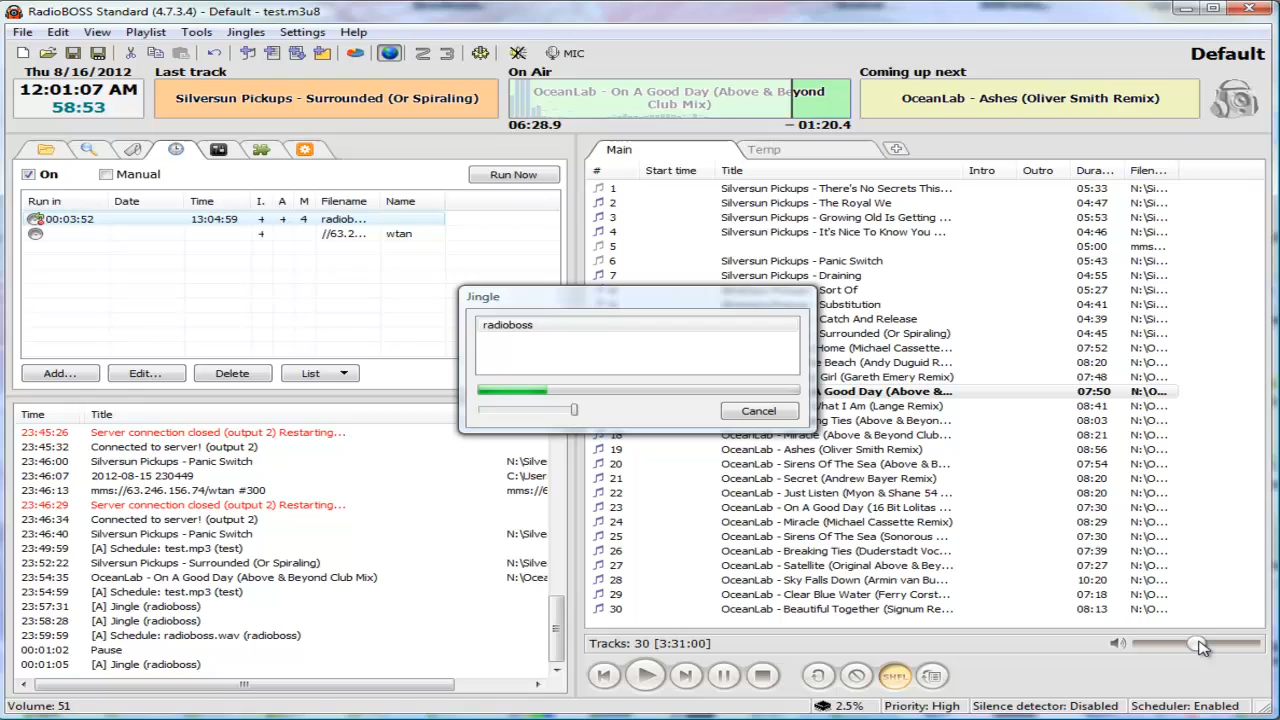 RadioBOSS Standard (4.7.3.4) - Default - test.m3u8
File Edit View Playlist Tools Jingles Settings Help
MIC
Default
Thu 8/16/2012
12:01:07 AM
58:53
Last track
Silversun Pickups - Surrounded (Or Spiraling)
On Air
OceanLab - On A Good Day (Above & Beyond
Club Mix)
06:28.9 – 01:20.4
Coming up next
OceanLab - Ashes (Oliver Smith Remix)
On Manual Run Now
Run in Date Time I. A M Filename Name
00:03:52 13:04:59 + + 4 radiob...
+ //63.2... wtan
Add... Edit... Delete List
Time Title
23:45:26 Server connection closed (output 2) Restarting...
23:45:32 Connected to server! (output 2)
23:46:00 Silversun Pickups - Panic Switch N:\Silve
23:46:07 2012-08-15 230449 C:\User
23:46:13 mms://63.246.156.74/wtan #300 mms://6
23:46:29 Server connection closed (output 2) Restarting...
23:46:34 Connected to server! (output 2)
23:46:40 Silversun Pickups - Panic Switch N:\Silve
23:49:59 [A] Schedule: test.mp3 (test)
23:52:22 Silversun Pickups - Surrounded (Or Spiraling) N:\Silve
23:54:35 OceanLab - On A Good Day (Above & Beyond Club Mix) N:\Ocea
23:54:59 [A] Schedule: test.mp3 (test)
23:57:31 [A] Jingle (radioboss)
23:58:28 [A] Jingle (radioboss)
23:59:59 [A] Schedule: radioboss.wav (radioboss)
00:01:02 Pause
00:01:05 [A] Jingle (radioboss)
Jingle
radioboss
Cancel
Main Temp
# Start time Title Intro Outro Dura... Filen...
1 Silversun Pickups - There's No Secrets This... 05:33 N:\Si...
2 Silversun Pickups - The Royal We 04:47 N:\Si...
3 Silversun Pickups - Growing Old Is Getting ... 05:53 N:\Si...
4 Silversun Pickups - It's Nice To Know You ... 04:46 N:\Si...
5 05:00 mms...
6 Silversun Pickups - Panic Switch 05:43 N:\Si...
7 Silversun Pickups - Draining 04:55 N:\Si...
Sort Of 05:27 N:\Si...
Substitution 04:41 N:\Si...
Catch And Release 04:39 N:\Si...
Surrounded (Or Spiraling) 04:45 N:\Si...
Home (Michael Cassette... 07:52 N:\O...
Beach (Andy Duguid R... 08:20 N:\O...
Girl (Gareth Emery Remix) 07:48 N:\O...
A Good Day (Above &... 07:50 N:\O...
What I Am (Lange Remix) 08:41 N:\O...
ing Ties (Above & Beyon... 08:03 N:\O...
18 OceanLab - Miracle (Above & Beyond Club... 08:21 N:\O...
19 OceanLab - Ashes (Oliver Smith Remix) 08:56 N:\O...
20 OceanLab - Sirens Of The Sea (Above & B... 07:54 N:\O...
21 OceanLab - Secret (Andrew Bayer Remix) 08:20 N:\O...
22 OceanLab - Just Listen (Myon & Shane 54 ... 08:20 N:\O...
23 OceanLab - On A Good Day (16 Bit Lolitas ... 07:30 N:\O...
24 OceanLab - Miracle (Michael Cassette Remix) 08:29 N:\O...
25 OceanLab - Sirens Of The Sea (Sonorous ... 07:30 N:\O...
26 OceanLab - Breaking Ties (Duderstadt Voc... 07:39 N:\O...
27 OceanLab - Satellite (Original Above & Bey... 07:27 N:\O...
28 OceanLab - Sky Falls Down (Armin van Bu... 10:20 N:\O...
29 OceanLab - Clear Blue Water (Ferry Corst... 07:18 N:\O...
30 OceanLab - Beautiful Together (Signum Re... 08:13 N:\O...
Tracks: 30 [3:31:00]
SHFL
Volume: 51 2.5% Priority: High Silence detector: Disabled Scheduler: Enabled